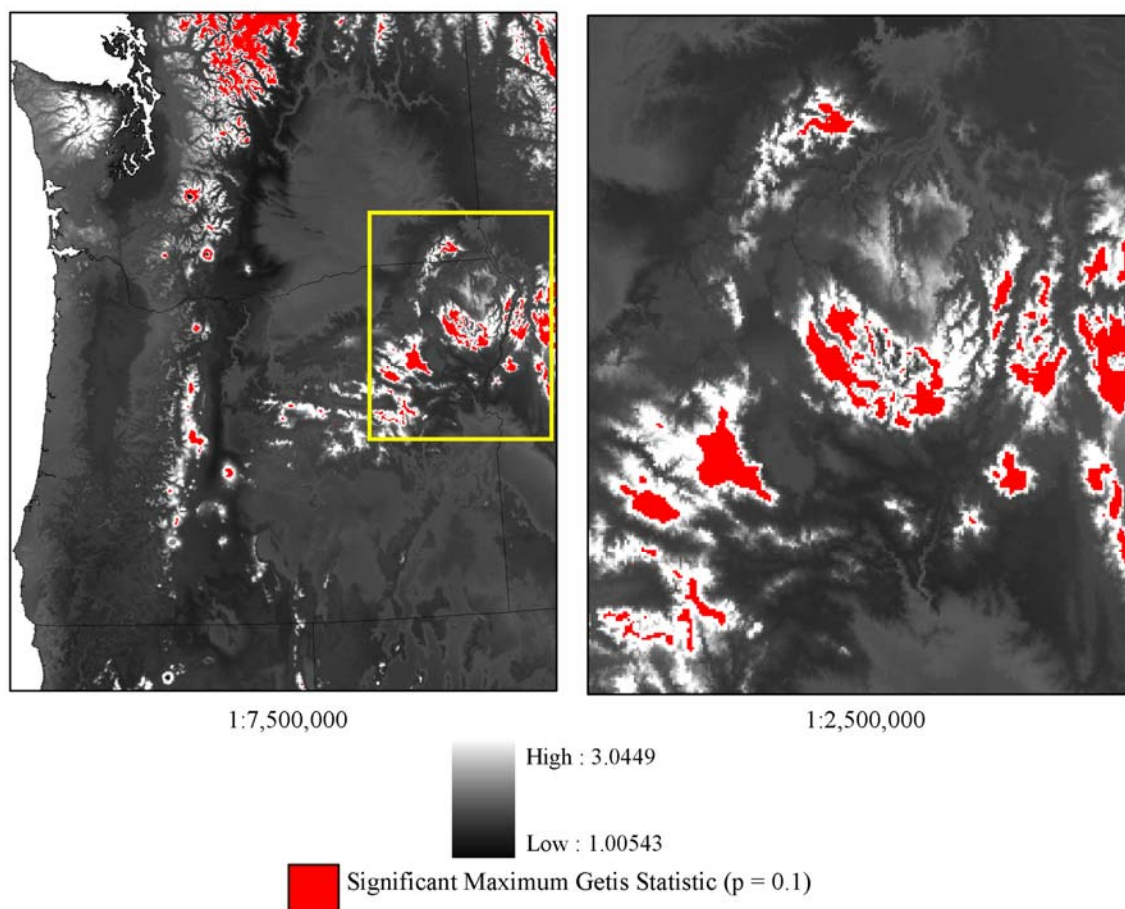 1:7,500,000
1:2,500,000
High : 3.0449
Low : 1.00543
Significant Maximum Getis Statistic (p = 0.1)